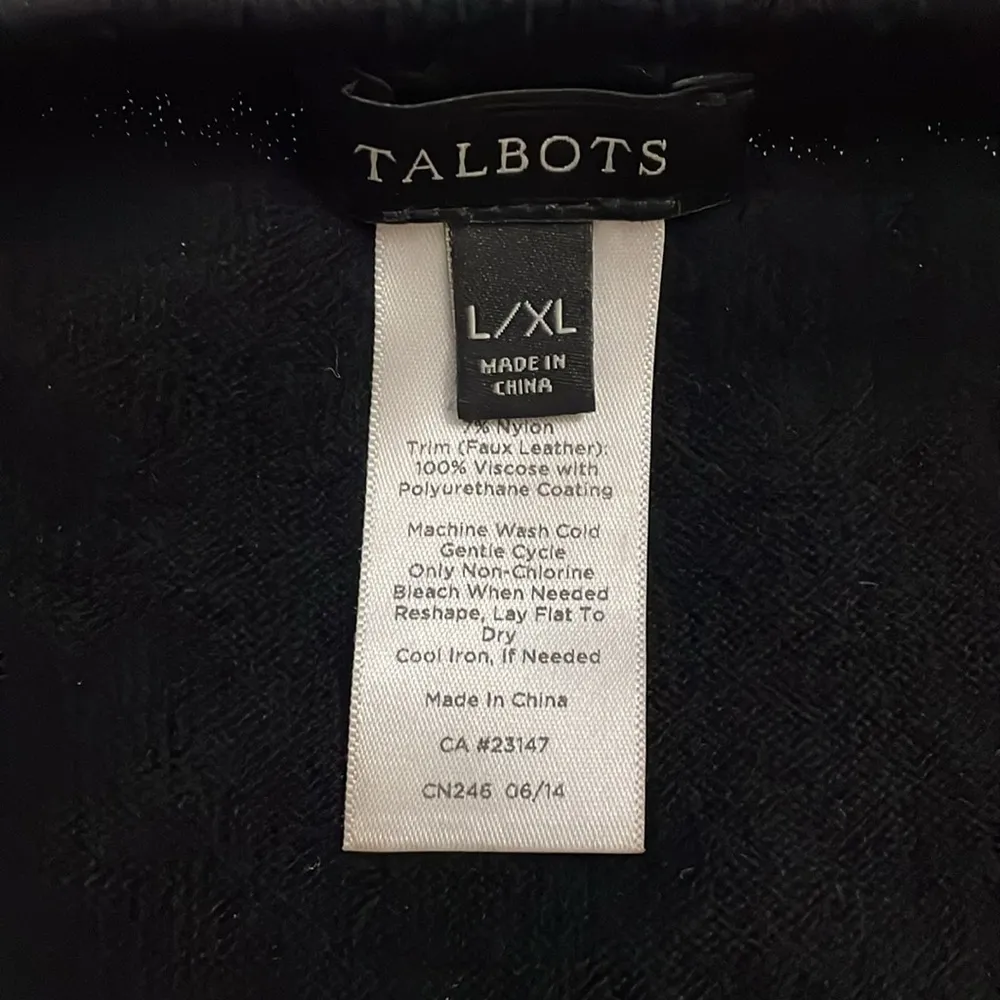 TALBOTS
L/XL
MADE IN
CHINA
% Nylon
Trim (Faux Leather):
100% Viscose with
Polyurethane Coating
Machine Wash Cold
Gentle Cycle
Only Non-Chlorine
Bleach When Needed
Reshape, Lay Flat To
Dry
Cool Iron, If Needed
Made In China
CA #23147
CN246 06/14